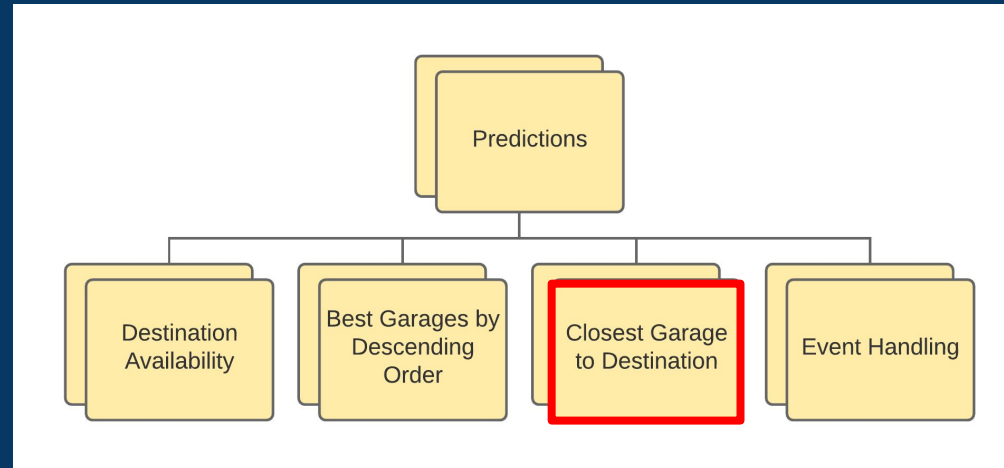 Predictions
Destination
Availability
Best Garages by
Descending
Order
Closest Garage
to Destination
Event Handling